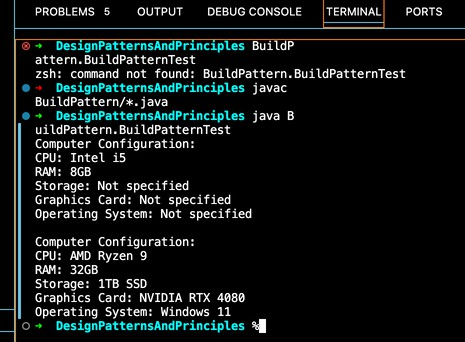 PROBLEMS 5 OUTPUT DEBUG CONSOLE TERMINAL PORTS
➜ DesignPatternsAndPrinciples BuildP
attern.BuildPatternTest
zsh: command not found: BuildPattern.BuildPatternTest
➜ DesignPatternsAndPrinciples javac
BuildPattern/*.java
➜ DesignPatternsAndPrinciples java B
uildPattern.BuildPatternTest
Computer Configuration:
CPU: Intel i5
RAM: 8GB
Storage: Not specified
Graphics Card: Not specified
Operating System: Not specified

Computer Configuration:
CPU: AMD Ryzen 9
RAM: 32GB
Storage: 1TB SSD
Graphics Card: NVIDIA RTX 4080
Operating System: Windows 11
➜ DesignPatternsAndPrinciples %